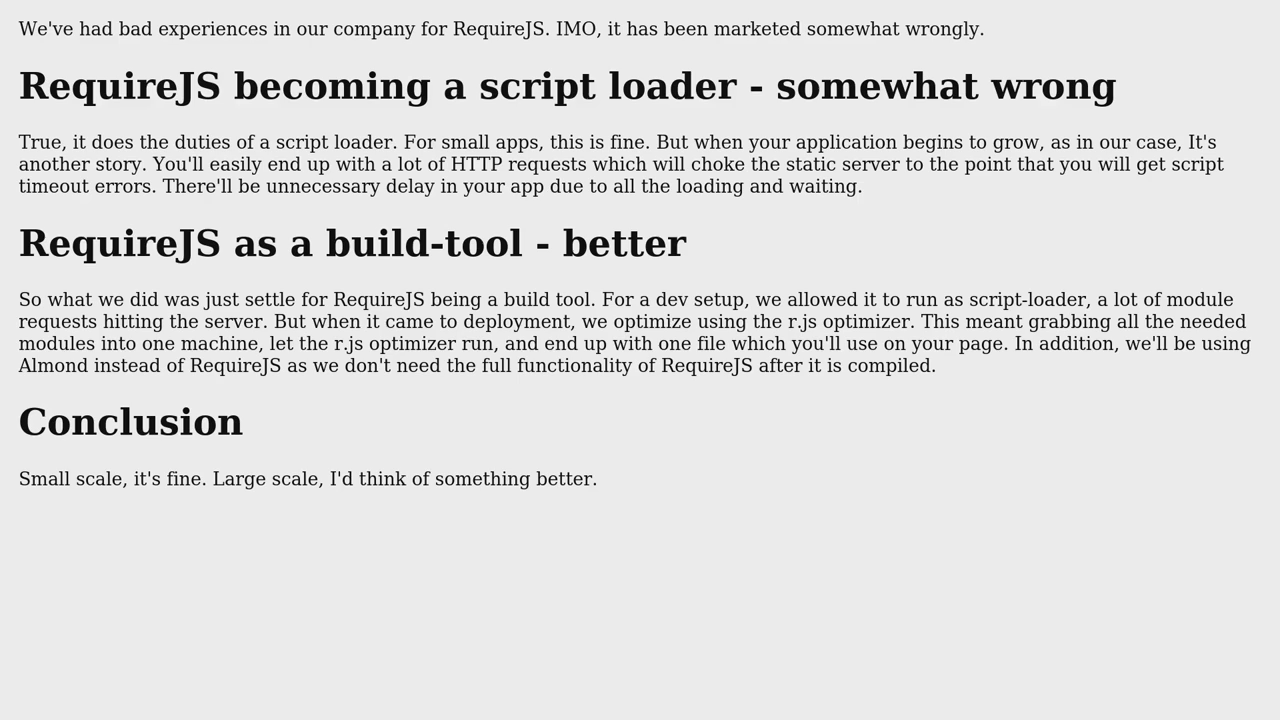 We've had bad experiences in our company for RequireJS. IMO, it has been marketed somewhat wrongly.
RequireJS becoming a script loader - somewhat wrong
True, it does the duties of a script loader. For small apps, this is fine. But when your application begins to grow, as in our case, It's
another story. You'll easily end up with a lot of HTTP requests which will choke the static server to the point that you will get script
timeout errors. There'll be unnecessary delay in your app due to all the loading and waiting.
RequireJS as a build-tool - better
So what we did was just settle for RequireJS being a build tool. For a dev setup, we allowed it to run as script-loader, a lot of module
requests hitting the server. But when it came to deployment, we optimize using the r.js optimizer. This meant grabbing all the needed
modules into one machine, let the r.js optimizer run, and end up with one file which you'll use on your page. In addition, we'll be using
Almond instead of RequireJS as we don't need the full functionality of RequireJS after it is compiled.
Conclusion
Small scale, it's fine. Large scale, I'd think of something better.